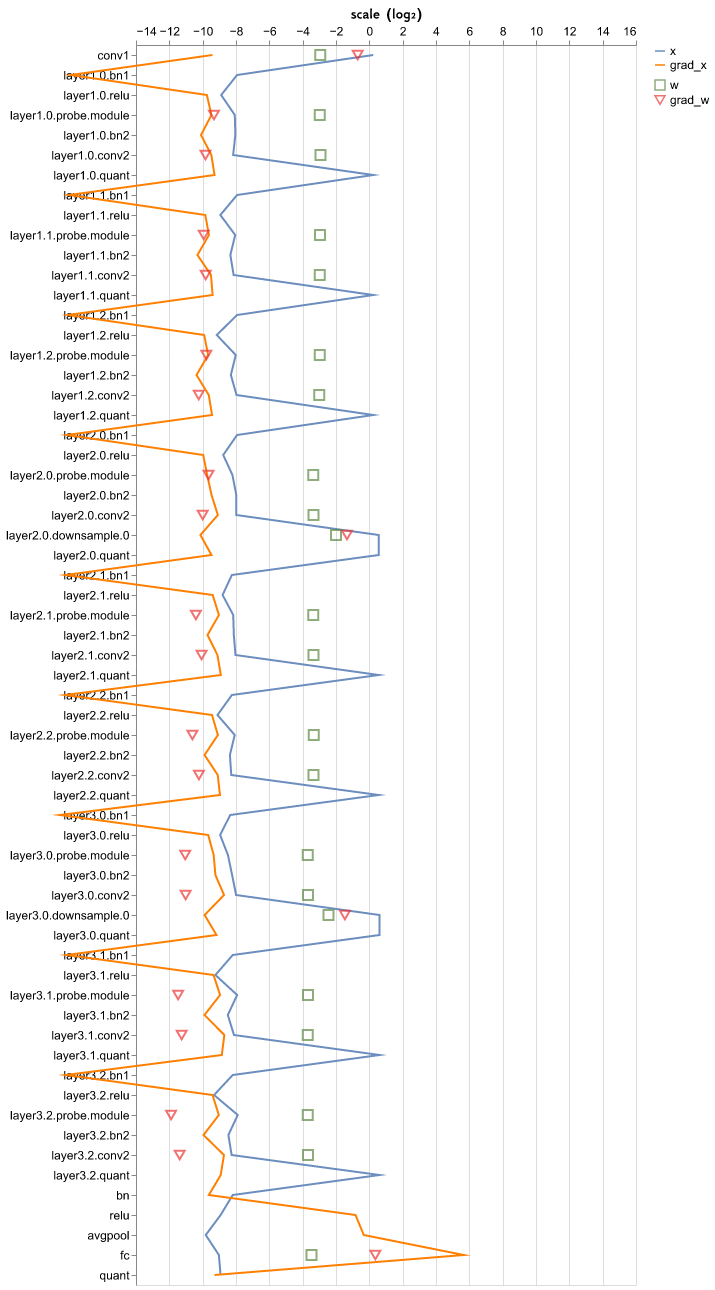 scale (log₂)
−14 −12 −10 −8 −6 −4 −2 0 2 4 6 8 10 12 14 16
x
grad_x
w
grad_w
conv1
layer1.0.bn1
layer1.0.relu
layer1.0.probe.module
layer1.0.bn2
layer1.0.conv2
layer1.0.quant
layer1.1.bn1
layer1.1.relu
layer1.1.probe.module
layer1.1.bn2
layer1.1.conv2
layer1.1.quant
layer1.2.bn1
layer1.2.relu
layer1.2.probe.module
layer1.2.bn2
layer1.2.conv2
layer1.2.quant
layer2.0.bn1
layer2.0.relu
layer2.0.probe.module
layer2.0.bn2
layer2.0.conv2
layer2.0.downsample.0
layer2.0.quant
layer2.1.bn1
layer2.1.relu
layer2.1.probe.module
layer2.1.bn2
layer2.1.conv2
layer2.1.quant
layer2.2.bn1
layer2.2.relu
layer2.2.probe.module
layer2.2.bn2
layer2.2.conv2
layer2.2.quant
layer3.0.bn1
layer3.0.relu
layer3.0.probe.module
layer3.0.bn2
layer3.0.conv2
layer3.0.downsample.0
layer3.0.quant
layer3.1.bn1
layer3.1.relu
layer3.1.probe.module
layer3.1.bn2
layer3.1.conv2
layer3.1.quant
layer3.2.bn1
layer3.2.relu
layer3.2.probe.module
layer3.2.bn2
layer3.2.conv2
layer3.2.quant
bn
relu
avgpool
fc
quant